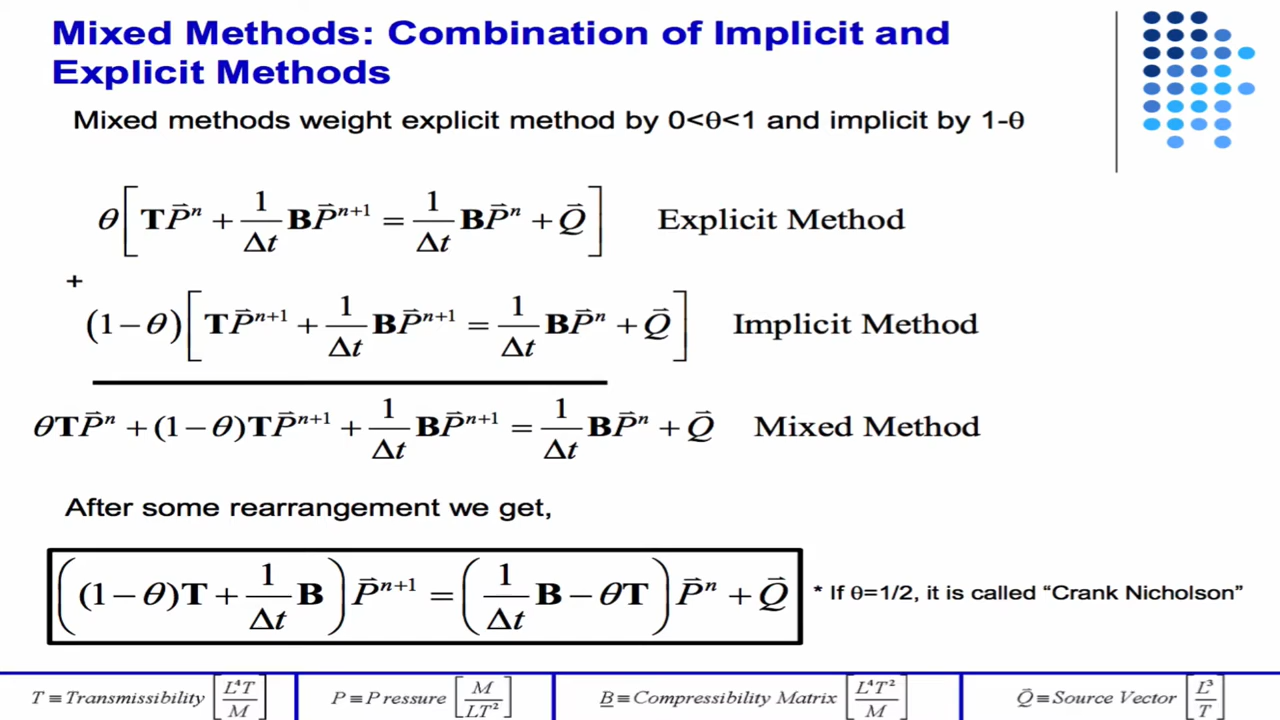 Mixed Methods: Combination of Implicit and
Explicit Methods
Mixed methods weight explicit method by 0<θ<1 and implicit by 1-θ
θ[TP⃗ⁿ + 1/Δt BP⃗ⁿ⁺¹ = 1/Δt BP⃗ⁿ + Q⃗] Explicit Method
+
(1−θ)[TP⃗ⁿ⁺¹ + 1/Δt BP⃗ⁿ⁺¹ = 1/Δt BP⃗ⁿ + Q⃗] Implicit Method
θTP⃗ⁿ + (1−θ)TP⃗ⁿ⁺¹ + 1/Δt BP⃗ⁿ⁺¹ = 1/Δt BP⃗ⁿ + Q⃗ Mixed Method
After some rearrangement we get,
((1−θ)T + 1/Δt B)P⃗ⁿ⁺¹ = (1/Δt B − θT)P⃗ⁿ + Q⃗ * If θ=1/2, it is called “Crank Nicholson”
T ≡ Transmissibility [L⁴T/M] P ≡ Pressure [M/LT²] B ≡ Compressibility Matrix [L⁴T²/M] Q⃗ ≡ Source Vector [L³/T]